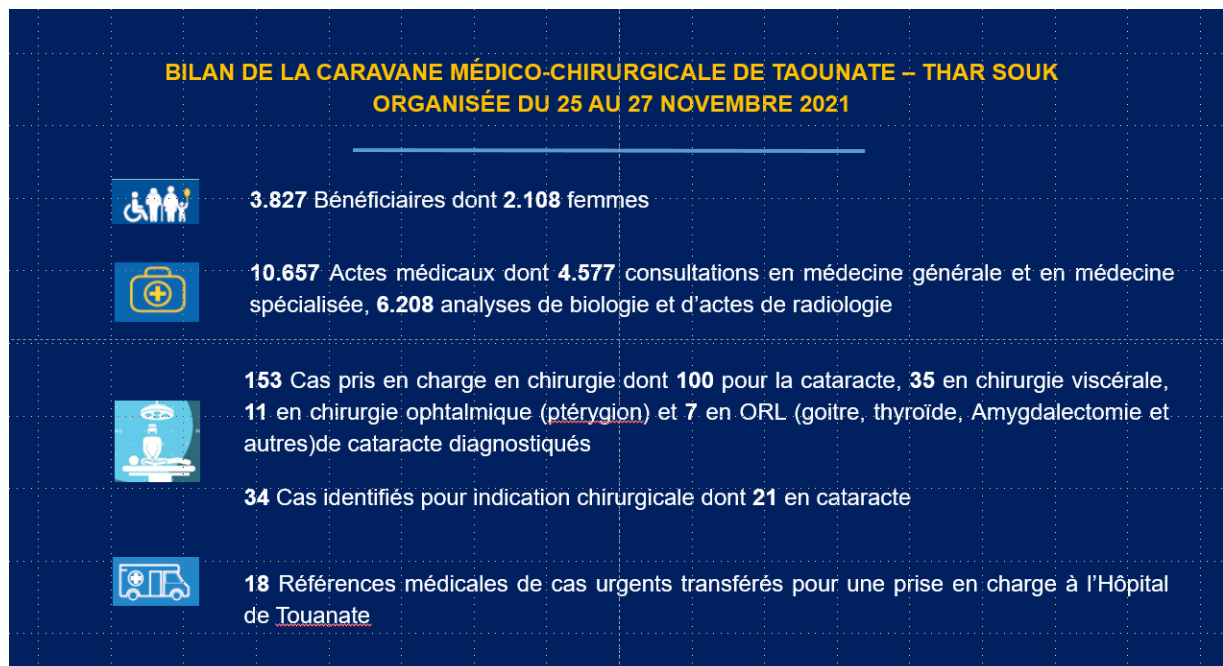 BILAN DE LA CARAVANE MÉDICO-CHIRURGICALE DE TAOUNATE – THAR SOUK
ORGANISÉE DU 25 AU 27 NOVEMBRE 2021
3.827 Bénéficiaires dont 2.108 femmes
10.657 Actes médicaux dont 4.577 consultations en médecine générale et en médecine
spécialisée, 6.208 analyses de biologie et d’actes de radiologie
153 Cas pris en charge en chirurgie dont 100 pour la cataracte, 35 en chirurgie viscérale,
11 en chirurgie ophtalmique (ptérygion) et 7 en ORL (goitre, thyroïde, Amygdalectomie et
autres)de cataracte diagnostiqués
34 Cas identifiés pour indication chirurgicale dont 21 en cataracte
18 Références médicales de cas urgents transférés pour une prise en charge à l’Hôpital
de Touanate